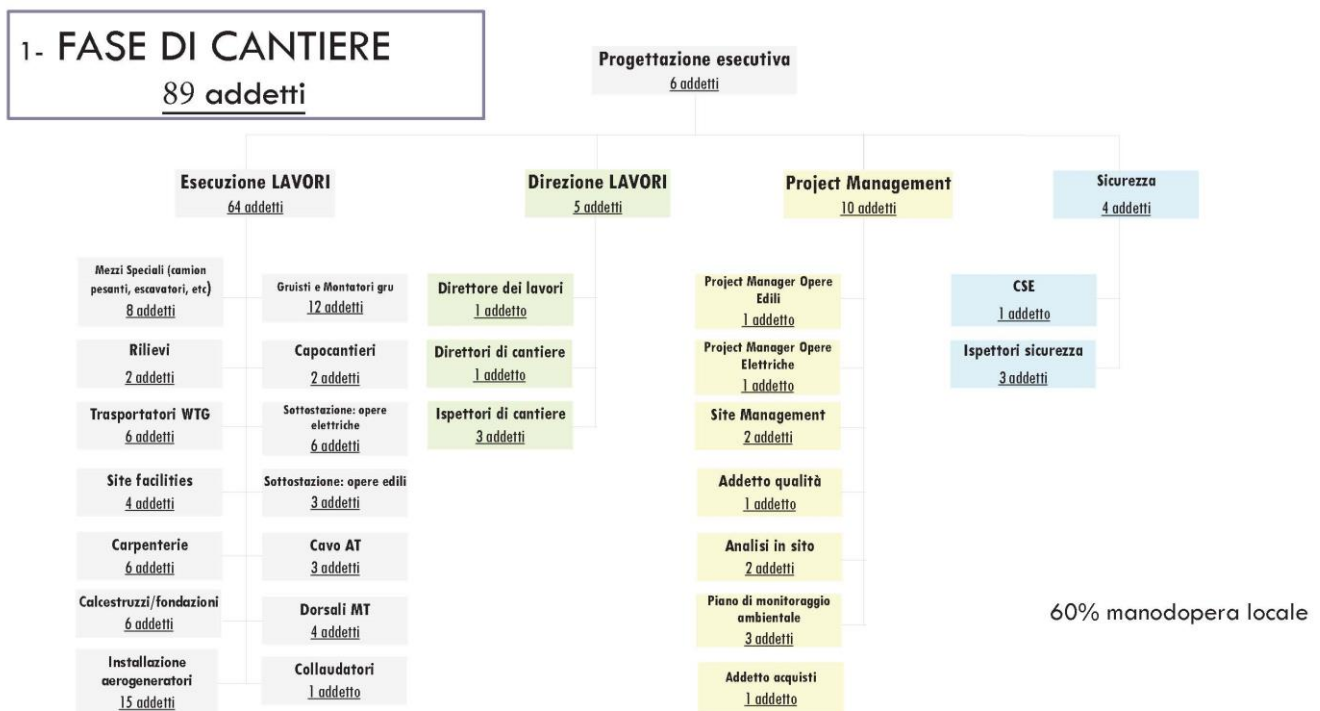 1- FASE DI CANTIERE
89 addetti
Progettazione esecutiva
6 addetti
Esecuzione LAVORI
64 addetti
Mezzi Speciali (camion
pesanti, escavatori, etc)
8 addetti
Rilievi
2 addetti
Trasportatori WTG
6 addetti
Site facilities
4 addetti
Carpenterie
6 addetti
Calcestruzzi/fondazioni
6 addetti
Installazione
aerogeneratori
15 addetti
Gruisti e Montatori gru
12 addetti
Capocantieri
2 addetti
Sottostazione: opere
elettriche
6 addetti
Sottostazione: opere edili
3 addetti
Cavo AT
3 addetti
Dorsali MT
4 addetti
Collaudatori
1 addetto
Direzione LAVORI
5 addetti
Direttore dei lavori
1 addetto
Direttori di cantiere
1 addetto
Ispettori di cantiere
3 addetti
Project Management
10 addetti
Project Manager Opere
Edili
1 addetto
Project Manager Opere
Elettriche
1 addetto
Site Management
2 addetti
Addetto qualità
1 addetto
Analisi in sito
2 addetti
Piano di monitoraggio
ambientale
3 addetti
Addetto acquisti
1 addetto
Sicurezza
4 addetti
CSE
1 addetto
Ispettori sicurezza
3 addetti
60% manodopera locale